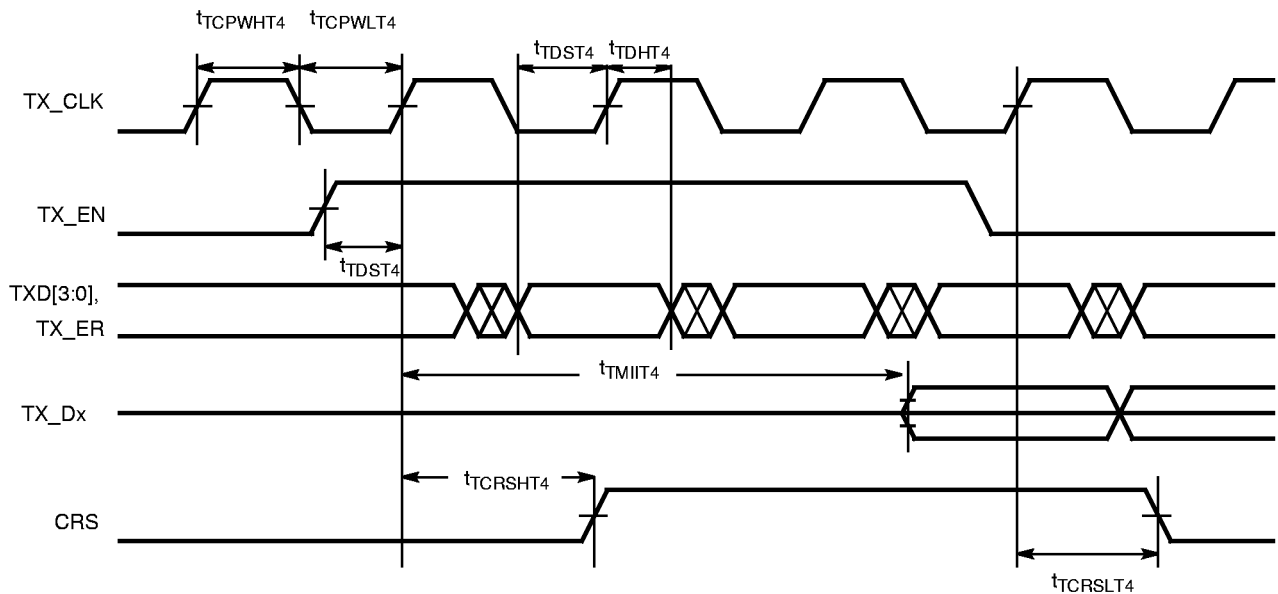 tTCPWHT4 tTCPWLT4
tTDST4 tTDHT4
TX_CLK
TX_EN
tTDST4
TXD[3:0],
TX_ER
tTMIIT4
TX_Dx
tTCRSHT4
CRS
tTCRSLT4